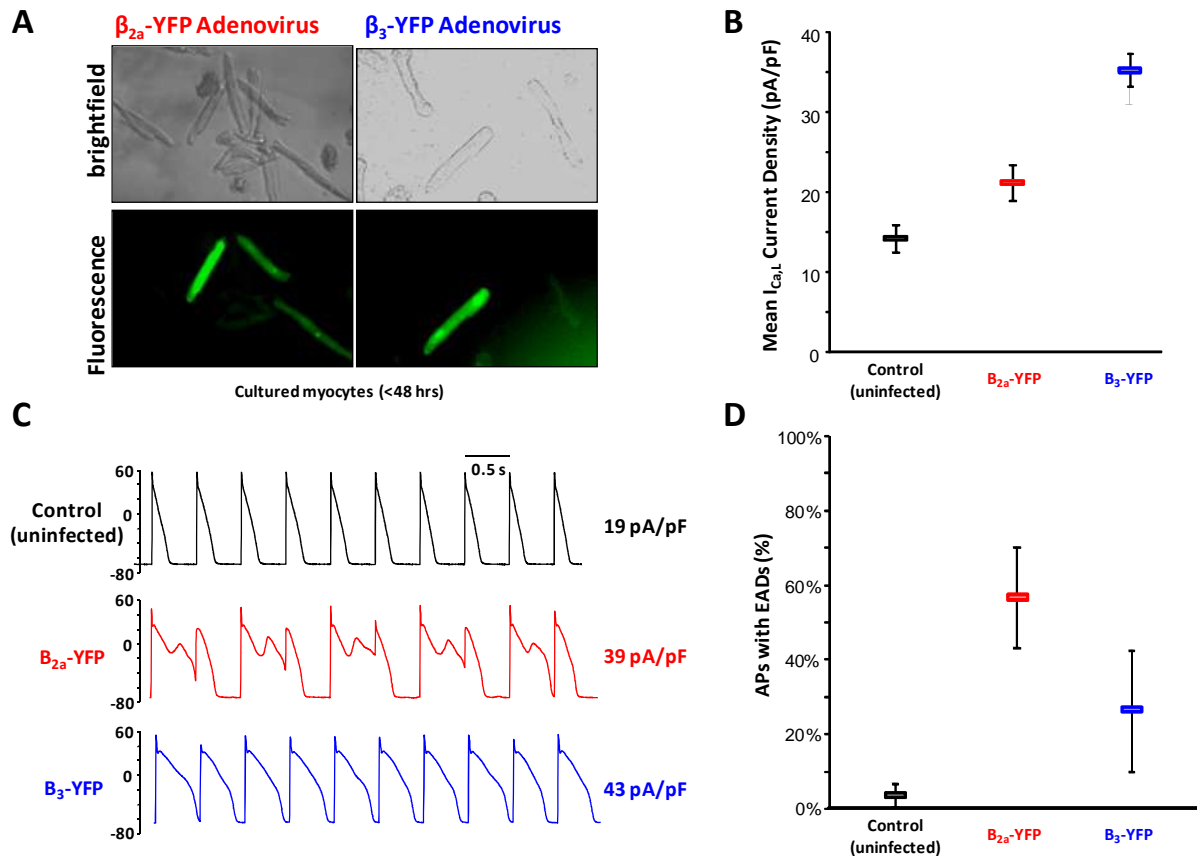 A
β2a-YFP Adenovirus
β3-YFP Adenovirus
brightfield
Fluorescence
Cultured myocytes (<48 hrs)
B
Mean ICa,L Current Density (pA/pF)
40
30
20
10
0
Control
(uninfected)
B2a-YFP
B3-YFP
C
0.5 s
60
0
-80
Control
(uninfected)
19 pA/pF
60
0
-80
B2a-YFP
39 pA/pF
60
0
-80
B3-YFP
43 pA/pF
D
APs with EADs (%)
100%
80%
60%
40%
20%
0%
Control
(uninfected)
B2a-YFP
B3-YFP